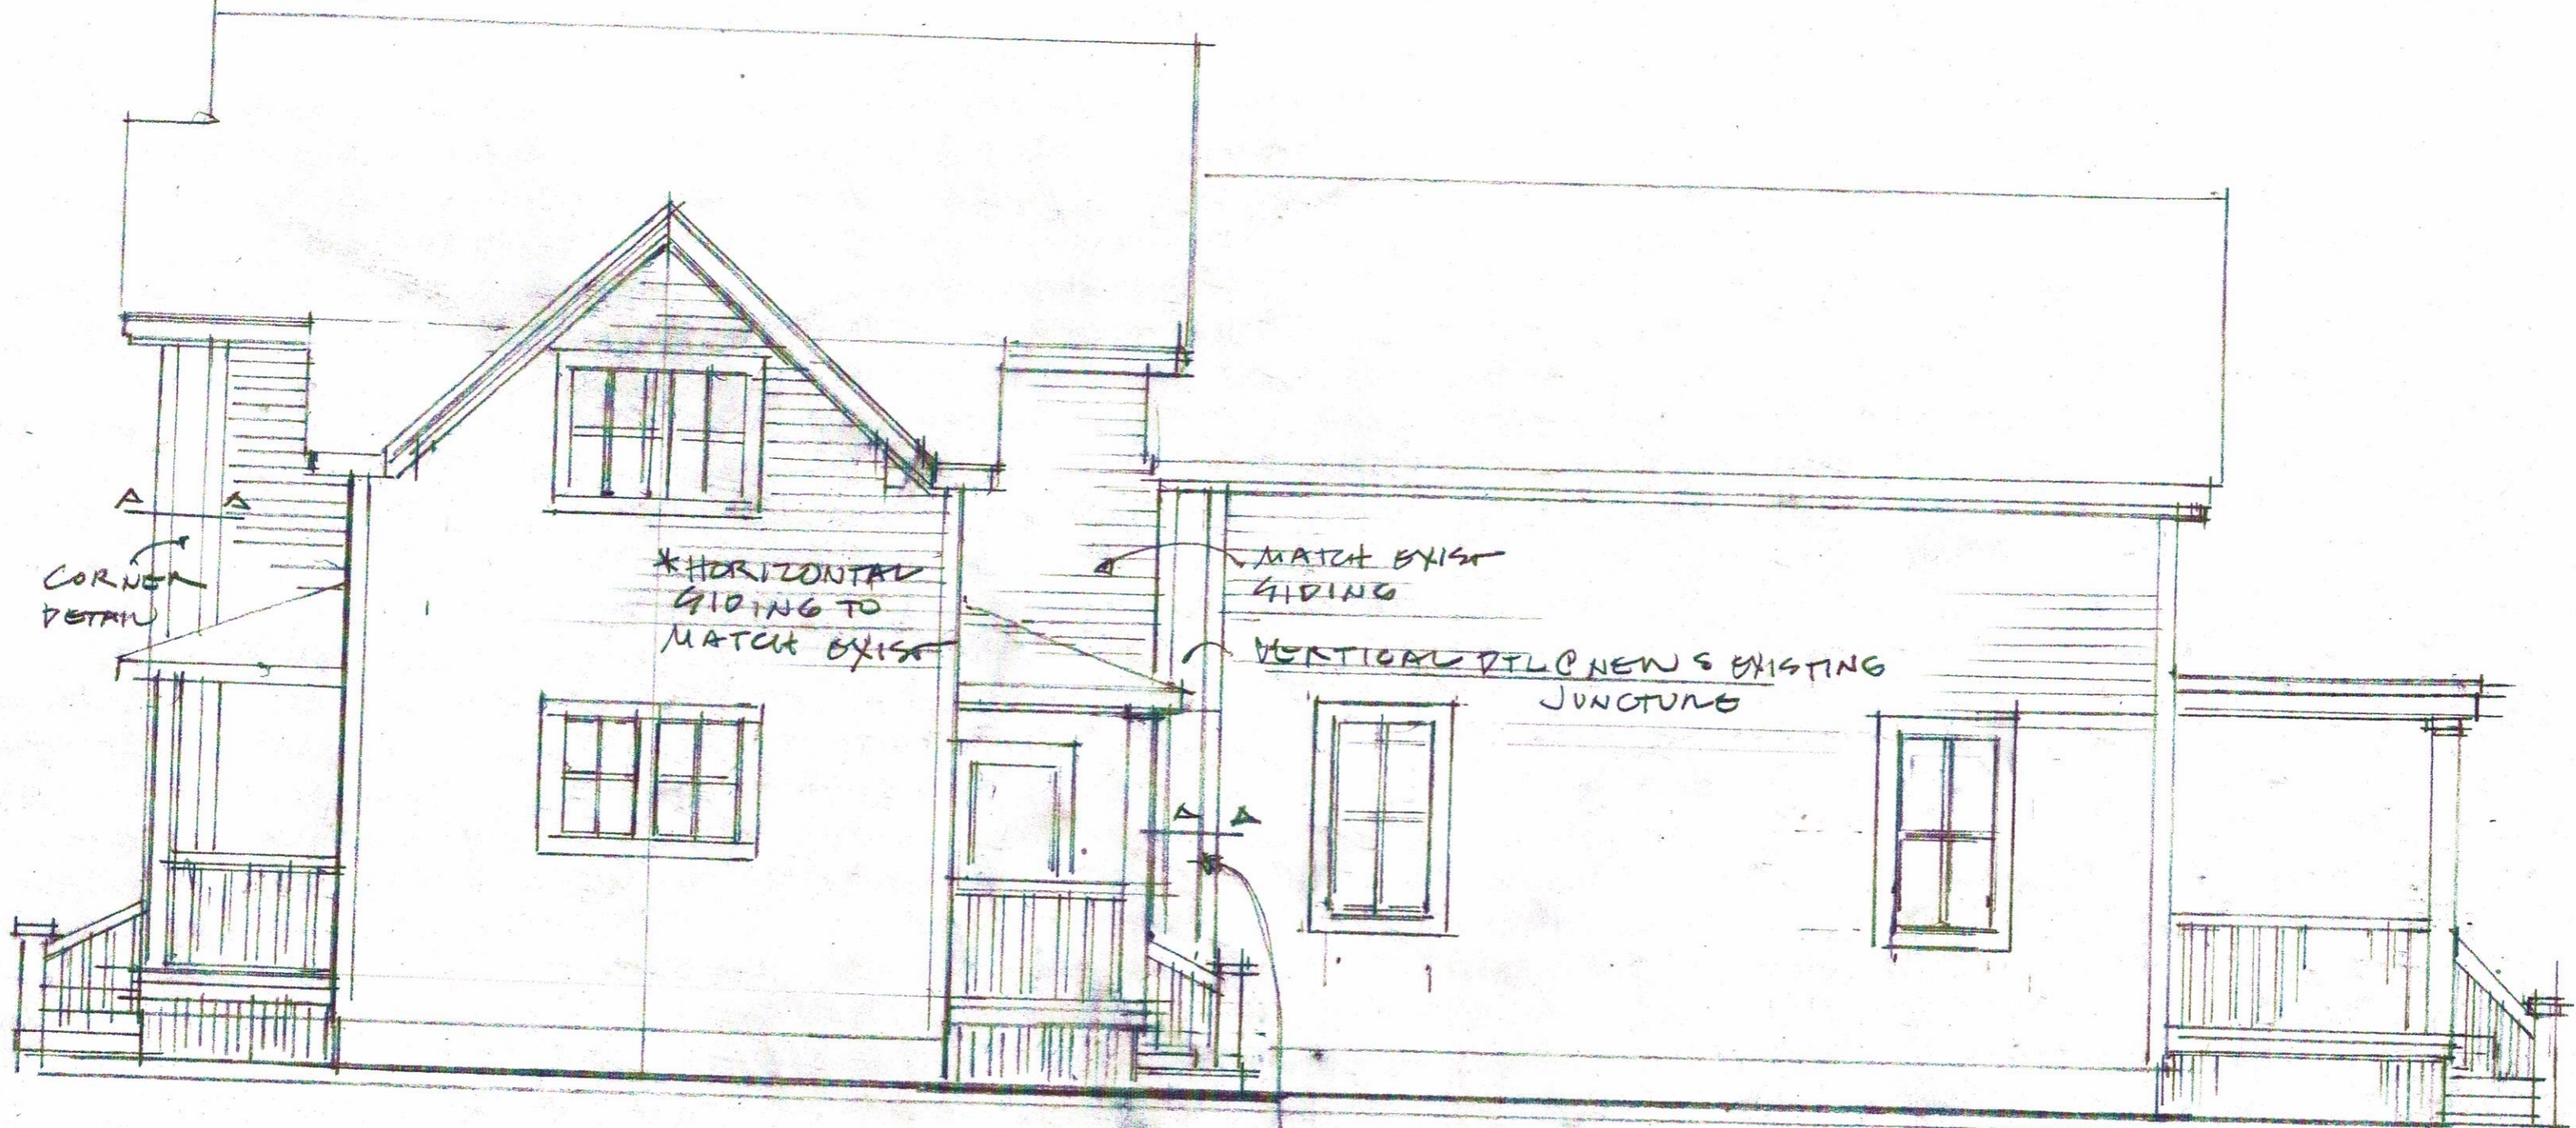 A A
CORNER
DETAIL
*HORIZONTAL
SIDING TO
MATCH EXIST
MATCH EXIST
SIDING
VERTICAL DTL @ NEW & EXISTING
JUNCTURE
A A